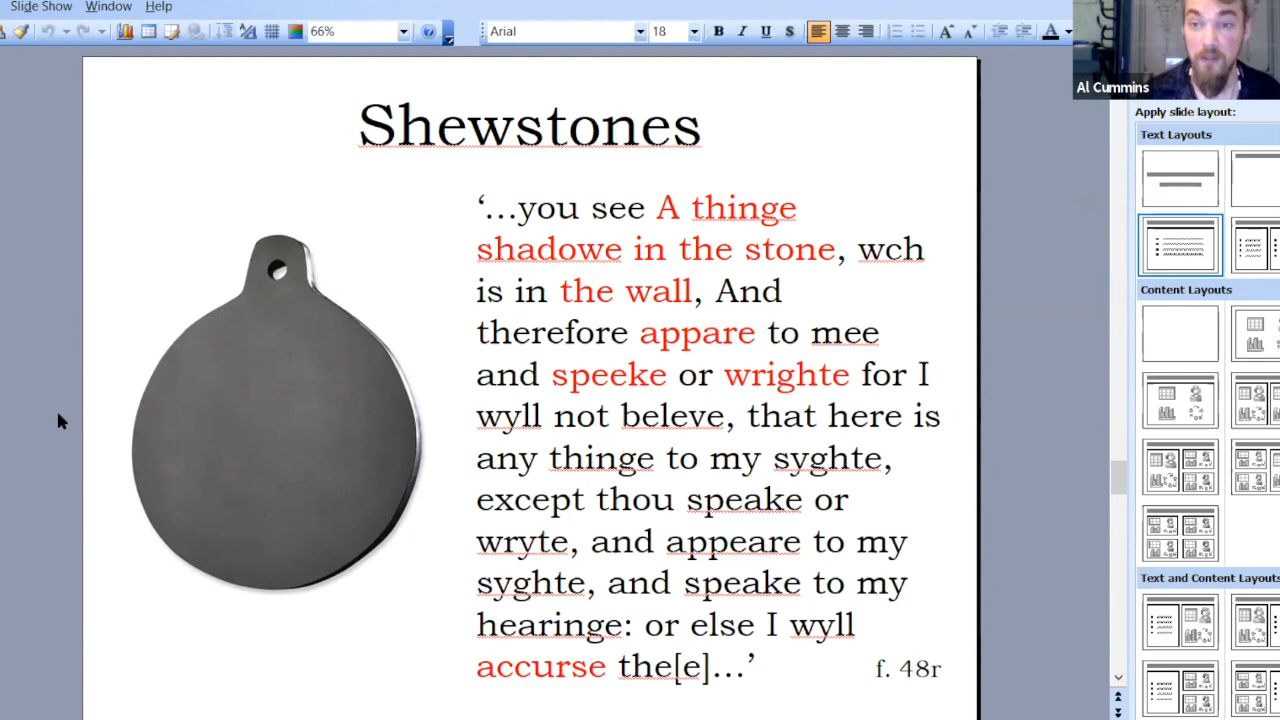 Slide Show Window Help
66%
Arial
18
B I U S
A
Al Cummins
Apply slide layout:
Text Layouts
Content Layouts
Text and Content Layouts
Shewstones
‘…you see A thinge
shadowe in the stone, wch
is in the wall, And
therefore appare to mee
and speeke or wrighte for I
wyll not beleve, that here is
any thinge to my syghte,
except thou speake or
wryte, and appeare to my
syghte, and speake to my
hearinge: or else I wyll
accurse the[e]…’
f. 48r